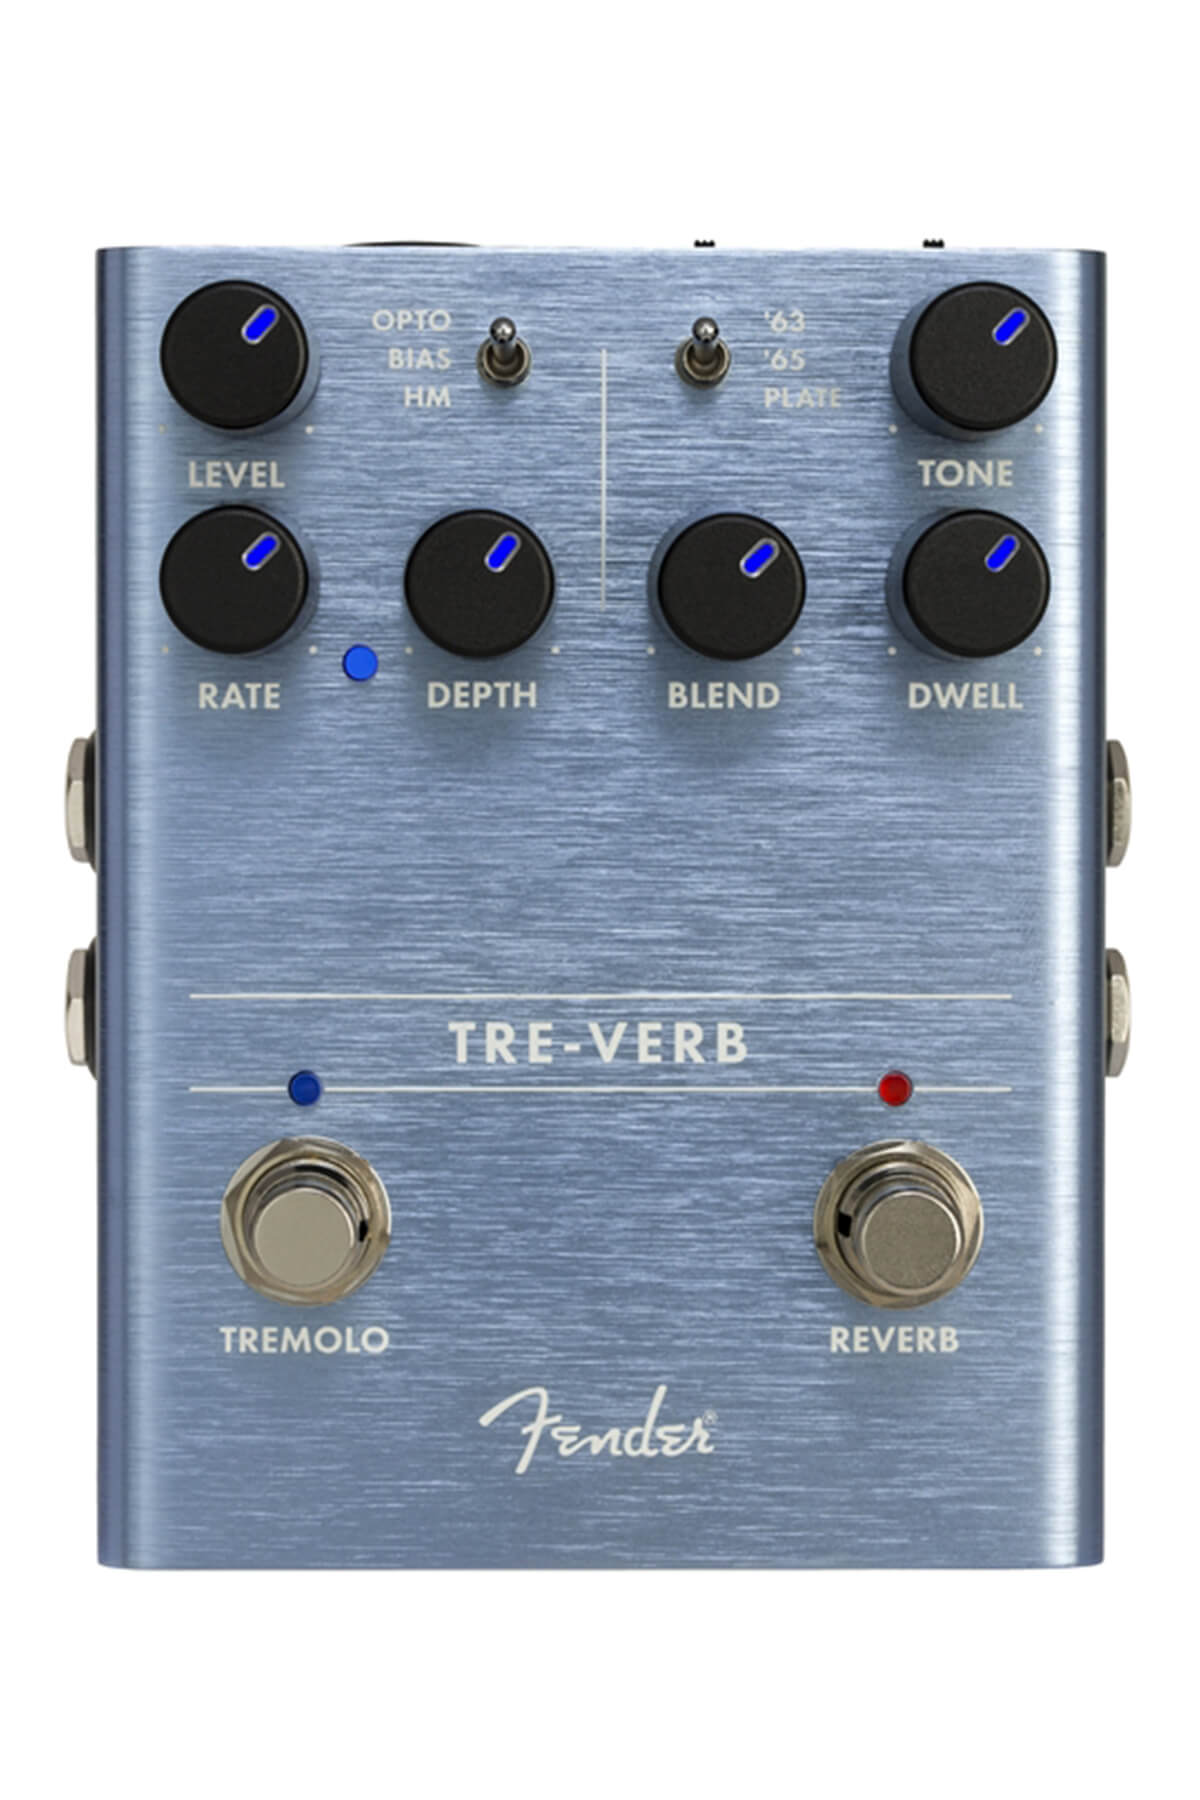 OPTO
BIAS
HM
'63
'65
PLATE
LEVEL
TONE
RATE
DEPTH
BLEND
DWELL
TRE-VERB
TREMOLO
REVERB
Fender®